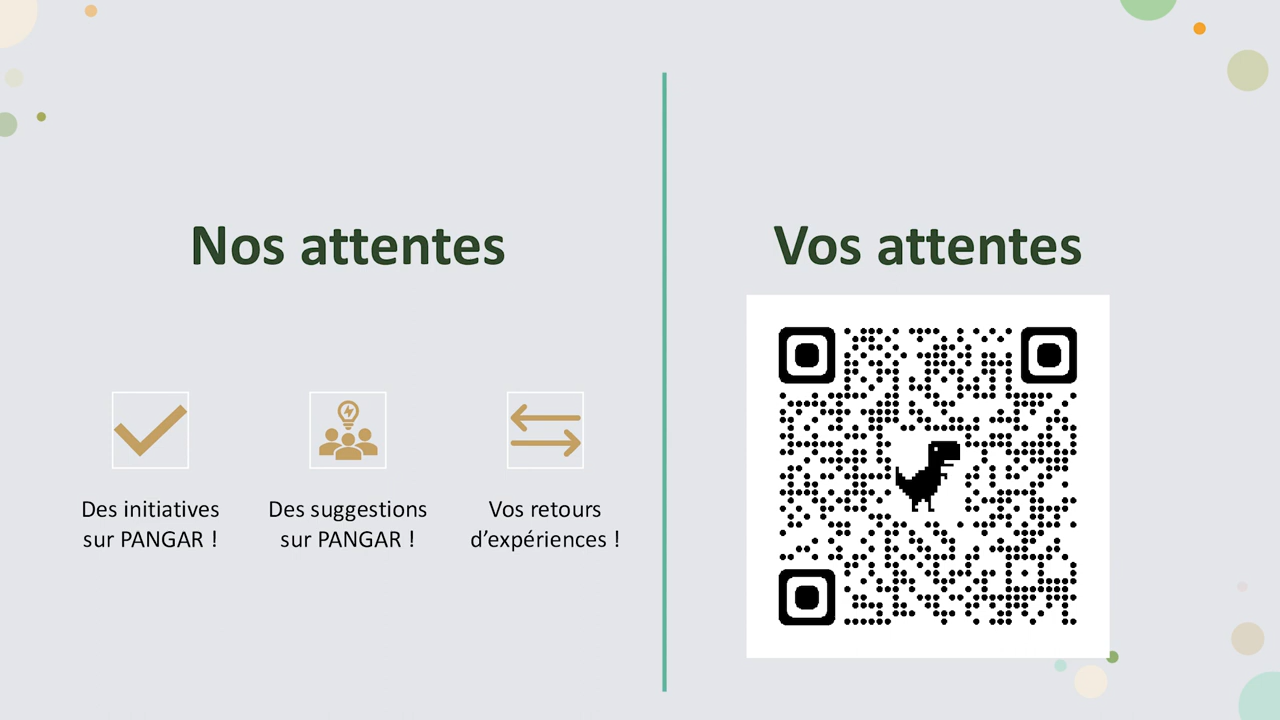 Nos attentes
Des initiatives
sur PANGAR !
Des suggestions
sur PANGAR !
Vos retours
d’expériences !
Vos attentes